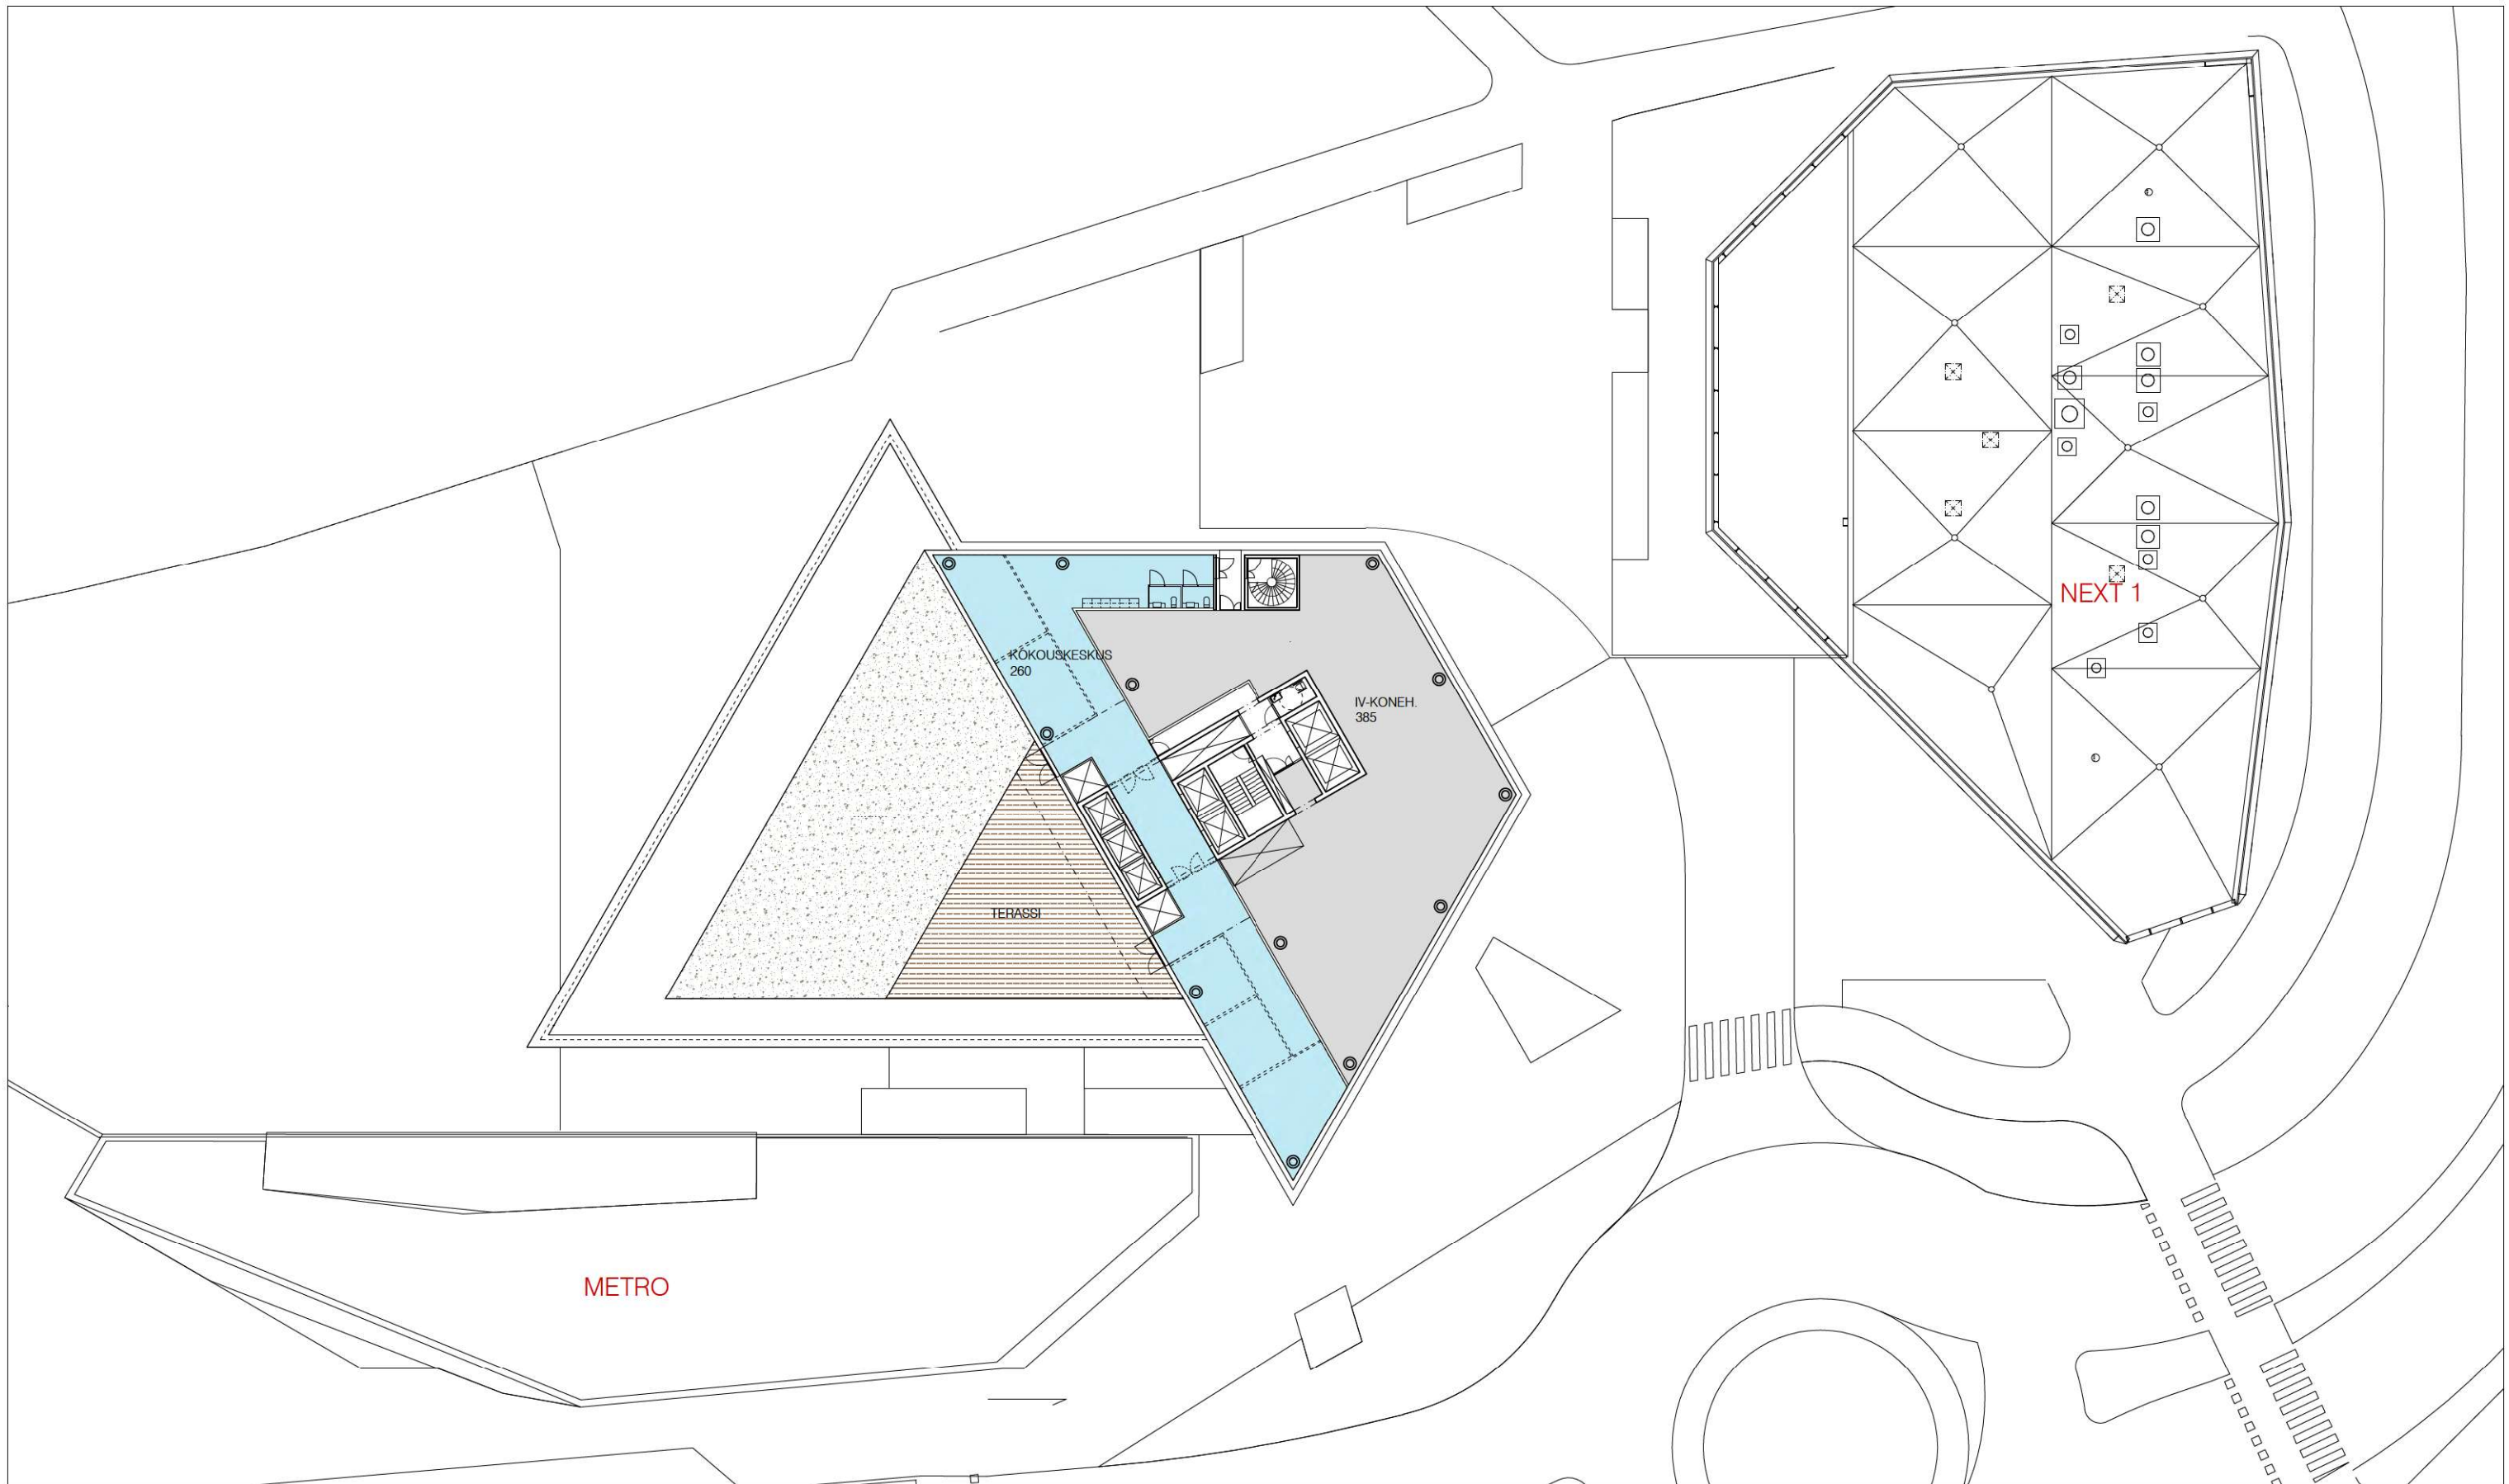 NEXT 1
KOKOUSKESKUS
260
IV-KONEH.
385
TERASSI
METRO